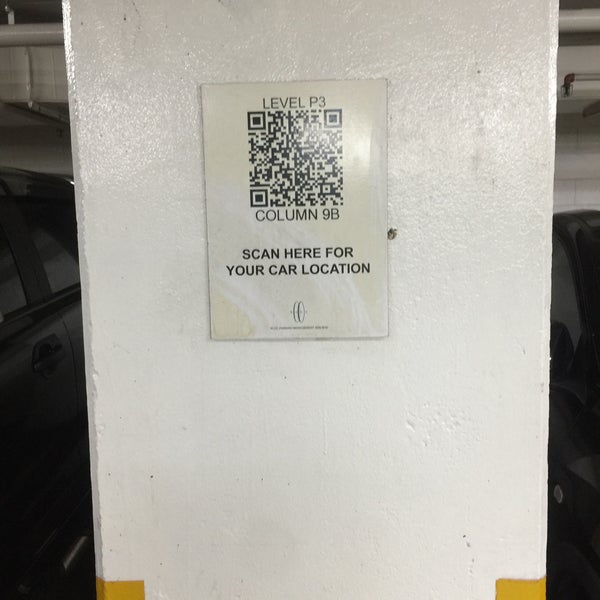 LEVEL P3
COLUMN 9B
SCAN HERE FOR
YOUR CAR LOCATION